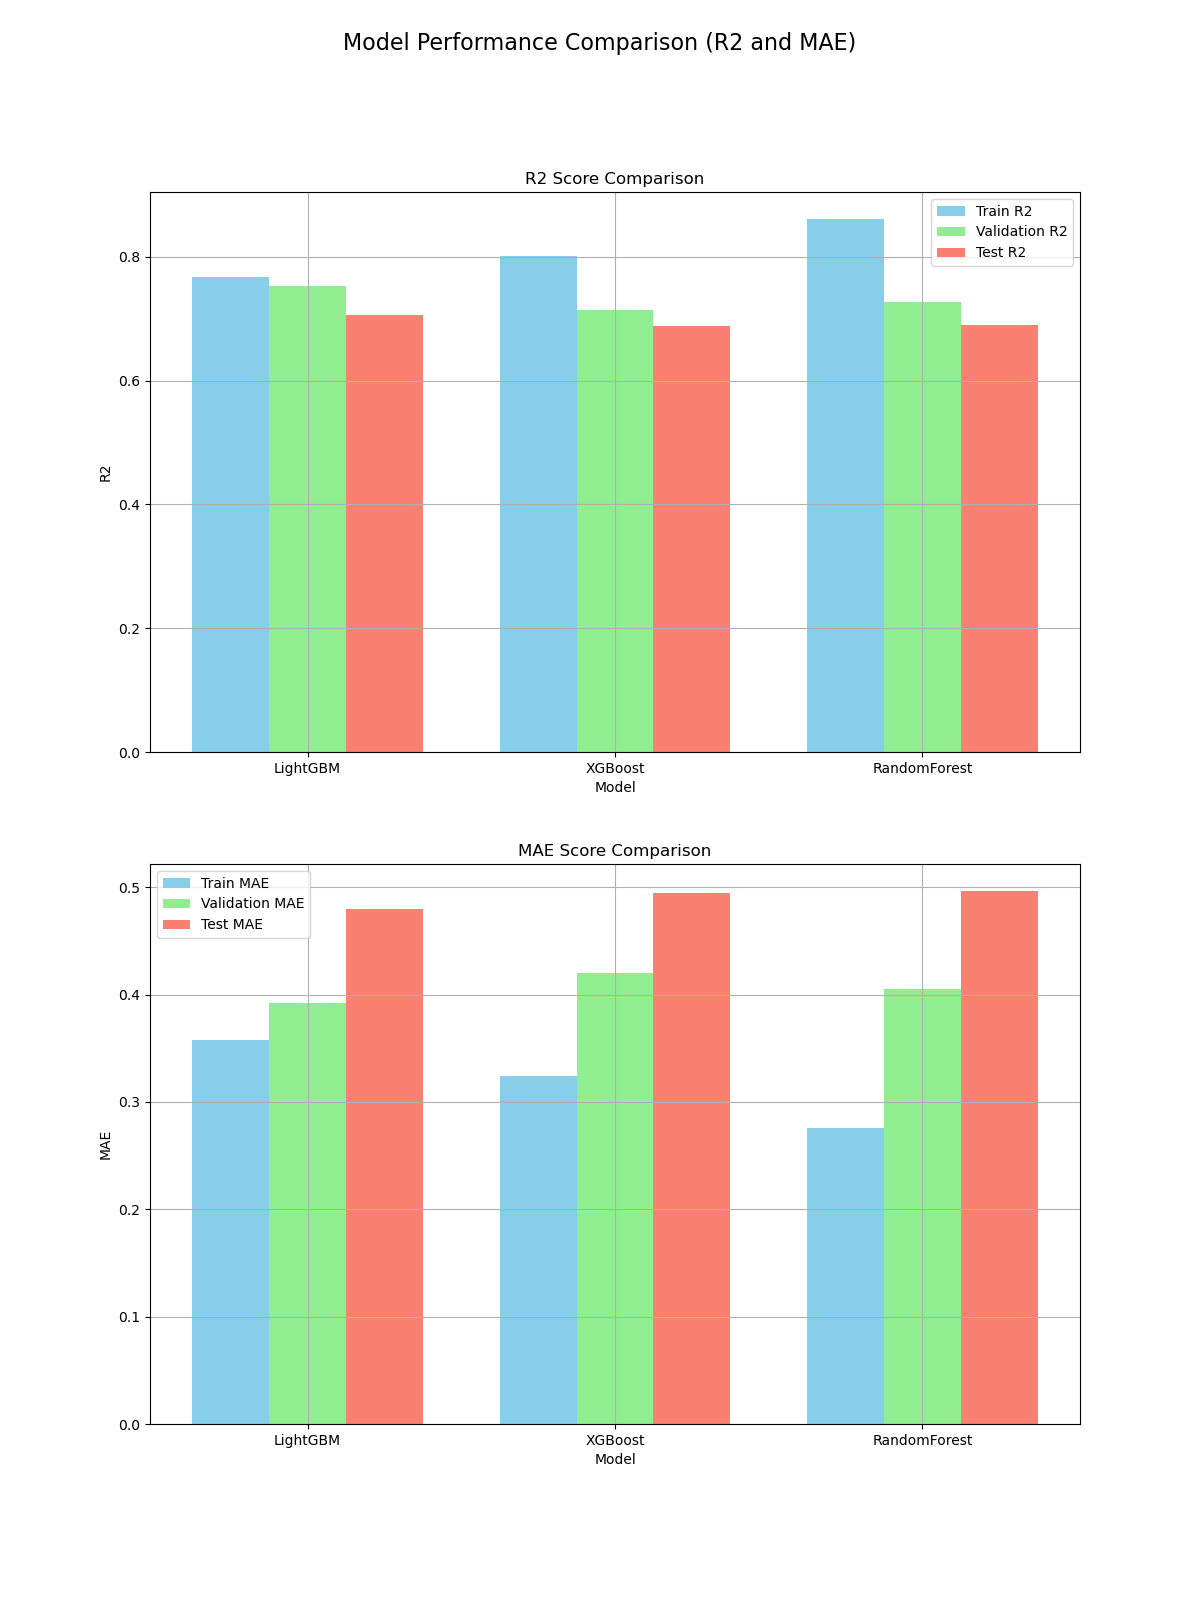 Model Performance Comparison (R2 and MAE)
R2 Score Comparison
Train R2
Validation R2
Test R2
0.8
0.6
0.4
0.2
0.0
R2
LightGBM
XGBoost
RandomForest
Model
MAE Score Comparison
Train MAE
Validation MAE
Test MAE
0.5
0.4
0.3
0.2
0.1
0.0
MAE
LightGBM
XGBoost
RandomForest
Model